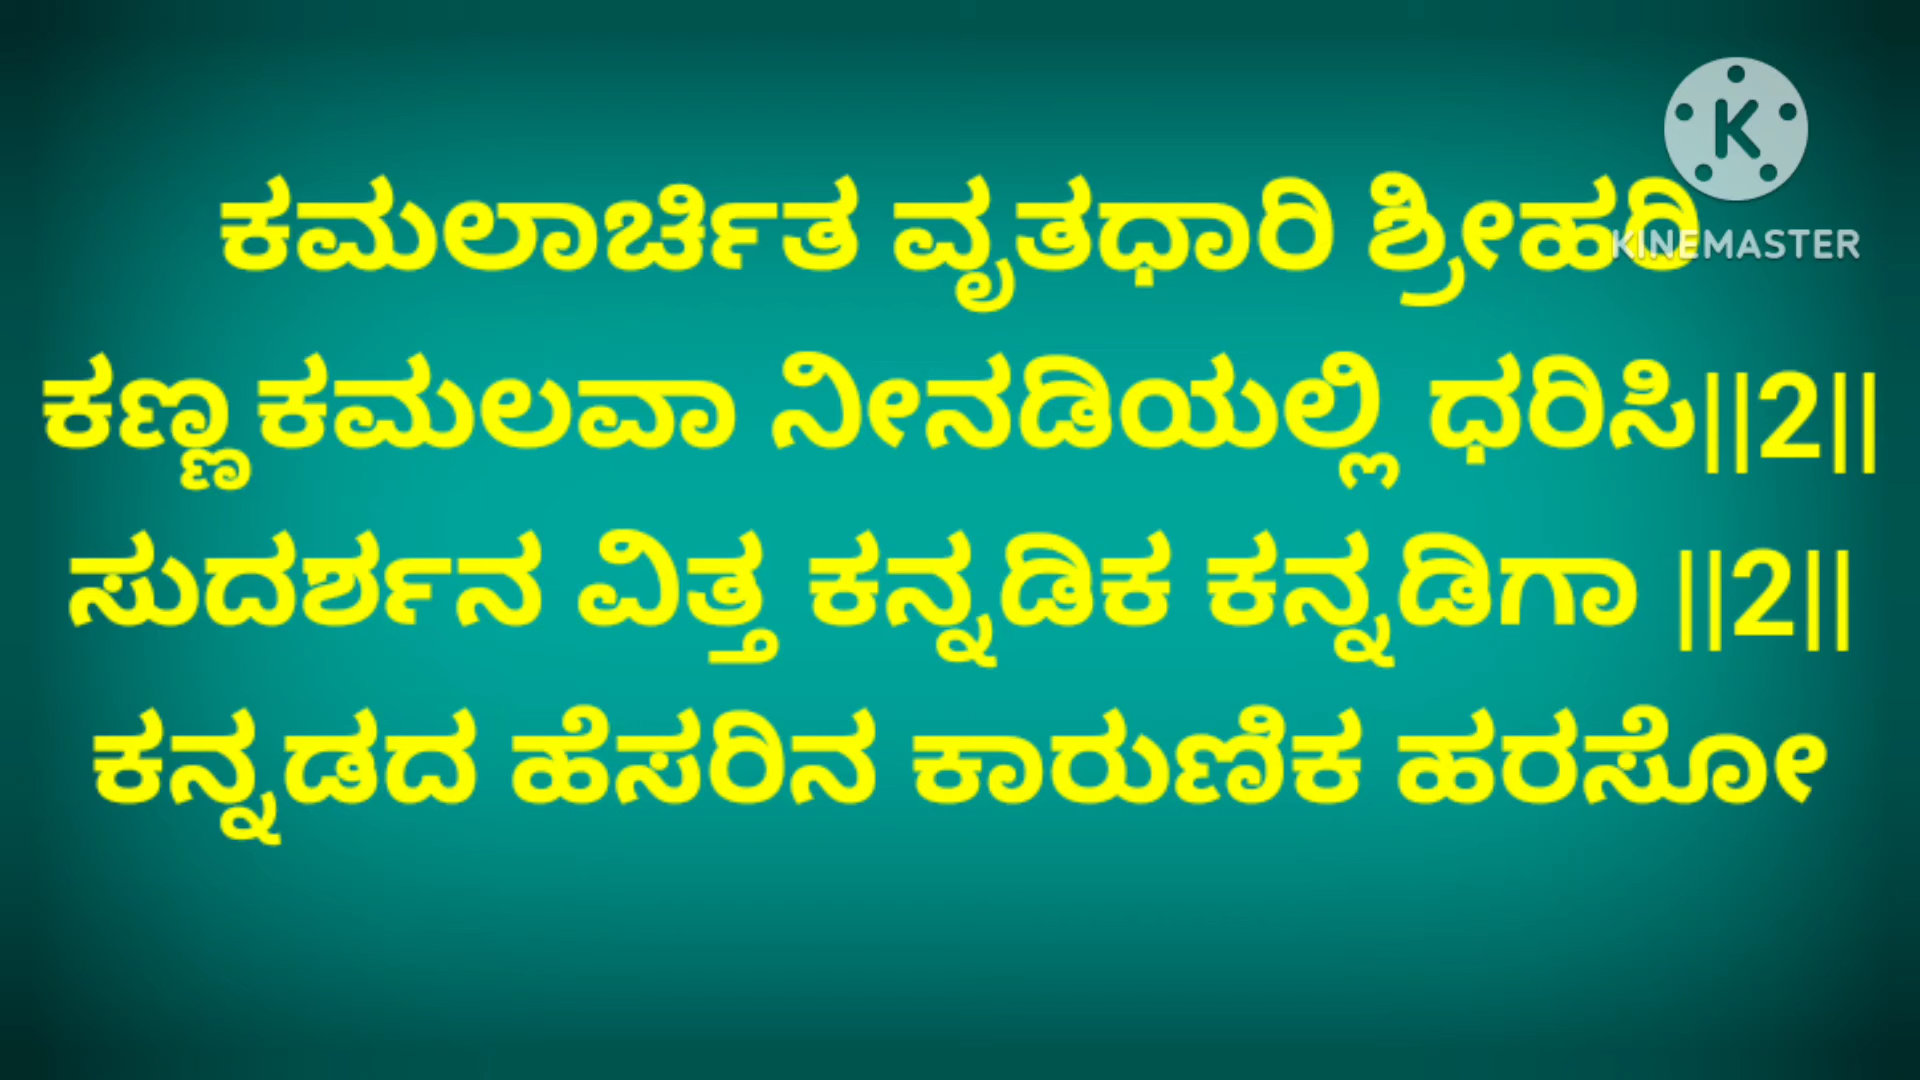 K
KINEMASTER
ಕಮಲಾರ್ಚಿತ ವೃತಧಾರಿ ಶ್ರೀಹರಿ
ಕಣ್ಣಕಮಲವಾ ನೀನಡಿಯಲ್ಲಿ ಧರಿಸಿ||2||
ಸುದರ್ಶನ ವಿತ್ತ ಕನ್ನಡಿಕ ಕನ್ನಡಿಗಾ ||2||
ಕನ್ನಡದ ಹೆಸರಿನ ಕಾರುಣಿಕ ಹರಸೋ